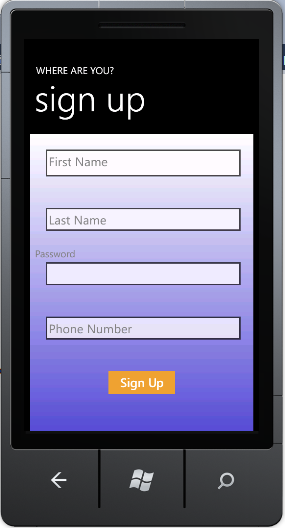 WHERE ARE YOU?
sign up
First Name
Last Name
Password
Phone Number
Sign Up